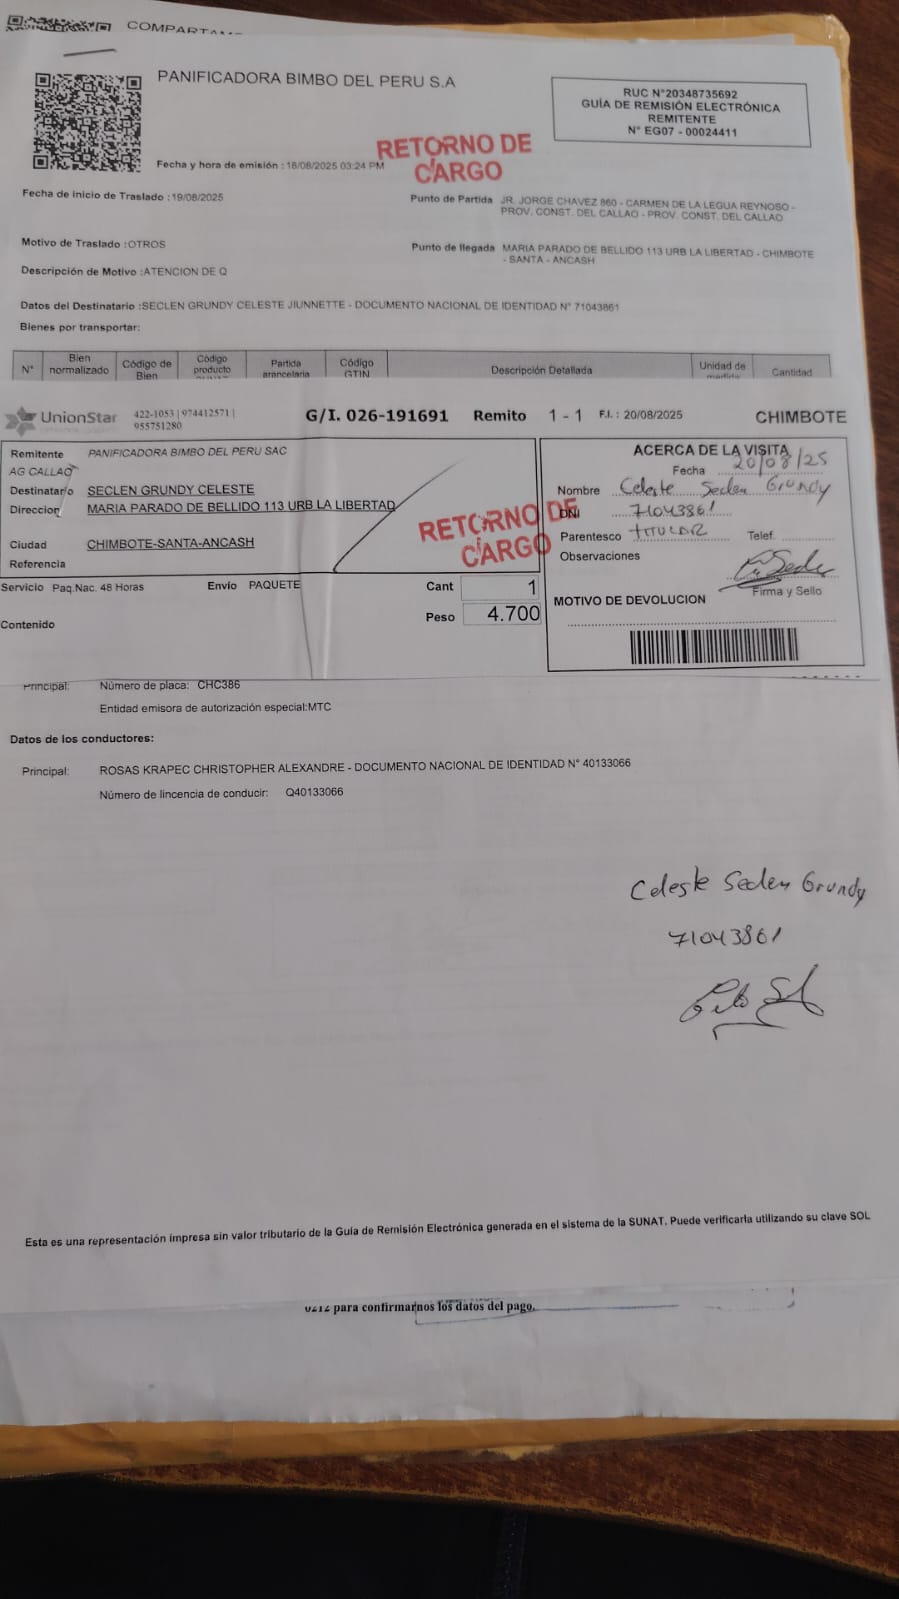 COMPARTA
PANIFICADORA BIMBO DEL PERU S.A
RUC N°20348735692
GUÍA DE REMISIÓN ELECTRÓNICA
REMITENTE
N° EG07 - 00024411
RETORNO DE
CARGO
Fecha y hora de emisión : 18/08/2025 03:24 PM
Fecha de inicio de Traslado : 19/08/2025
Punto de Partida JR. JORGE CHAVEZ 860 - CARMEN DE LA LEGUA REYNOSO -
PROV. CONST. DEL CALLAO - PROV. CONST. DEL CALLAO
Motivo de Traslado :OTROS
Punto de llegada MARIA PARADO DE BELLIDO 113 URB LA LIBERTAD - CHIMBOTE
- SANTA - ANCASH
Descripción de Motivo :ATENCION DE Q
Datos del Destinatario :SECLEN GRUNDY CELESTE JIUNNETTE - DOCUMENTO NACIONAL DE IDENTIDAD N° 71043861
Bienes por transportar:
N° Bien normalizado Código de Bien Código producto Partida arancelaria Código GTIN Descripción Detallada Unidad de medida Cantidad
UnionStar 422-1053 | 974412571 |
955751280
G/I. 026-191691 Remito 1 - 1 F.I. : 20/08/2025 CHIMBOTE
Remitente PANIFICADORA BIMBO DEL PERU SAC
AG CALLAO
Destinatario SECLEN GRUNDY CELESTE
Direccion MARIA PARADO DE BELLIDO 113 URB LA LIBERTAD
Ciudad CHIMBOTE-SANTA-ANCASH
Referencia
RETORNO DE
CARGO
Servicio Paq.Nac. 48 Horas Envío PAQUETE Cant 1
Peso 4.700
Contenido
ACERCA DE LA VISITA
Fecha 20/08/25
Nombre Celeste Seclen Grundy
DNI 71043861
Parentesco TITULAR Telef.
Observaciones
Firma y Sello
MOTIVO DE DEVOLUCION
Principal: Número de placa: CHC386
Entidad emisora de autorización especial:MTC
Datos de los conductores:
Principal: ROSAS KRAPEC CHRISTOPHER ALEXANDRE - DOCUMENTO NACIONAL DE IDENTIDAD N° 40133066
Número de lincencia de conducir: Q40133066
Celeste Seclen Grundy
71043861
Esta es una representación impresa sin valor tributario de la Guía de Remisión Electrónica generada en el sistema de la SUNAT. Puede verificarla utilizando su clave SOL
para confirmarnos los datos del pago.